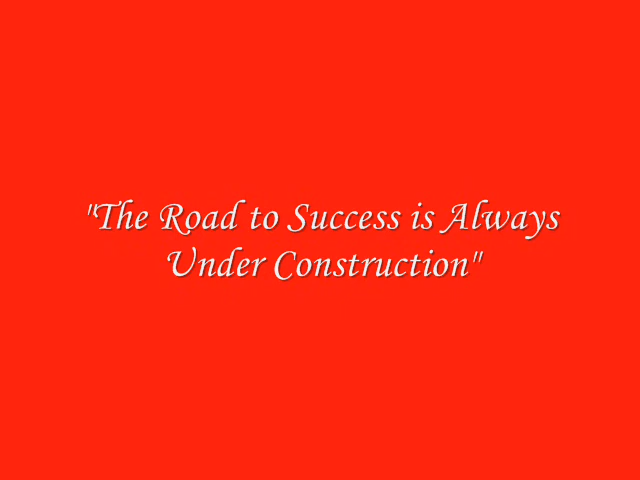 "The Road to Success is Always
Under Construction"